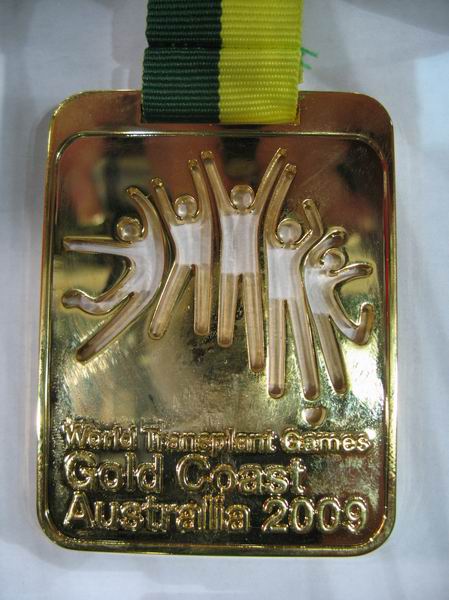 World Transplant Games
Gold Coast
Australia 2009